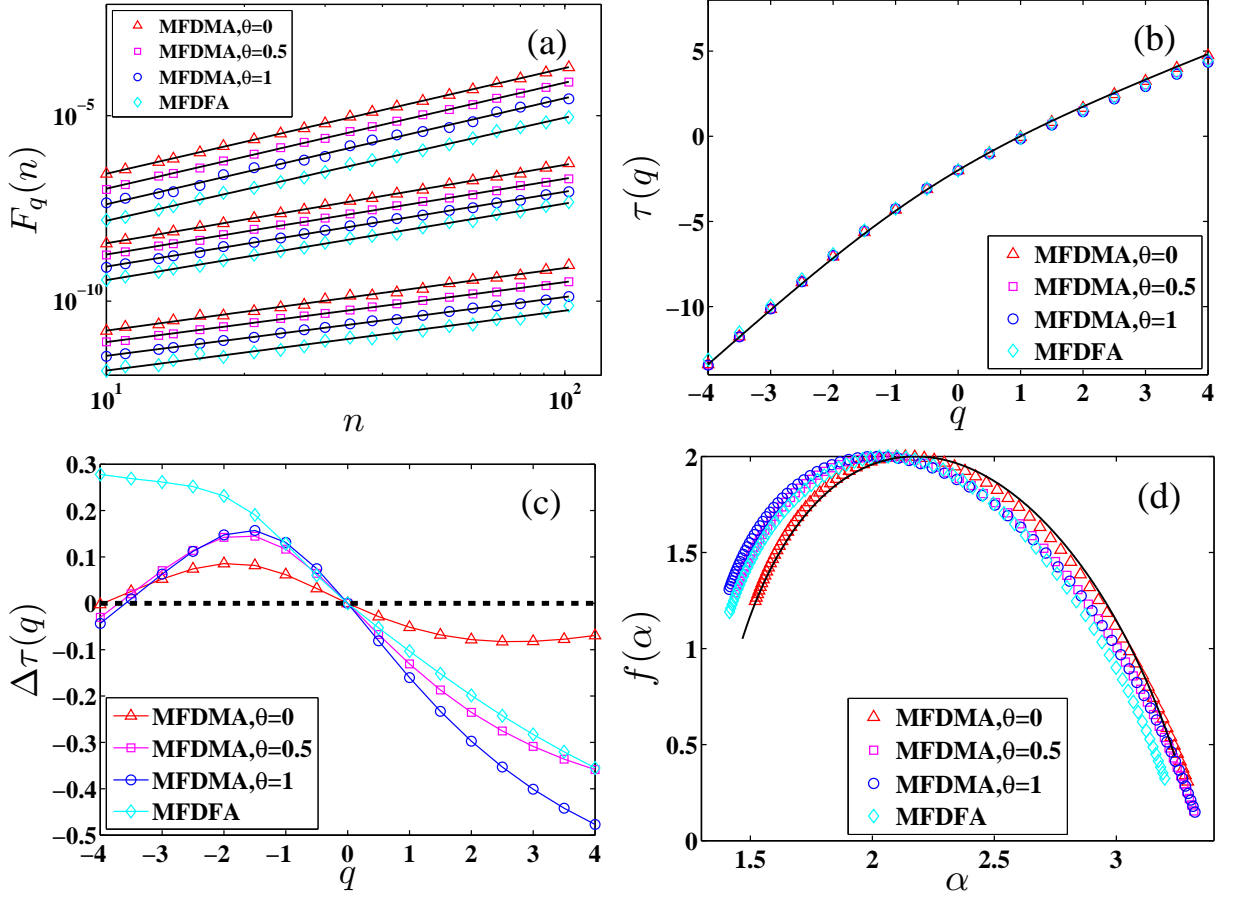 (a)
MFDMA,θ=0
MFDMA,θ=0.5
MFDMA,θ=1
MFDFA
F_q(n)
10^−5
10^−10
10^1
10^2
n
(b)
τ(q)
5
0
−5
−10
−4 −3 −2 −1 0 1 2 3 4
q
MFDMA,θ=0
MFDMA,θ=0.5
MFDMA,θ=1
MFDFA
(c)
Δτ(q)
0.3
0.2
0.1
0
−0.1
−0.2
−0.3
−0.4
−0.5
−4 −3 −2 −1 0 1 2 3 4
q
MFDMA,θ=0
MFDMA,θ=0.5
MFDMA,θ=1
MFDFA
(d)
f(α)
2
1.5
1
0.5
0
1.5 2 2.5 3
α
MFDMA,θ=0
MFDMA,θ=0.5
MFDMA,θ=1
MFDFA